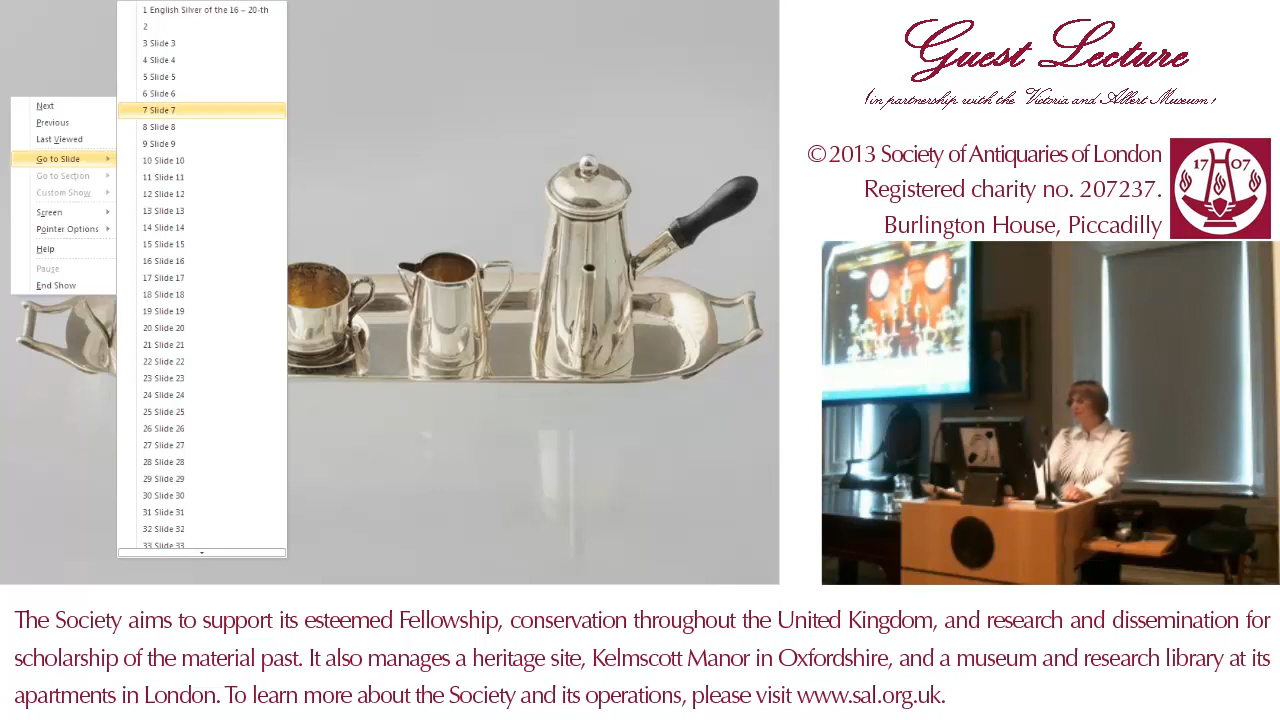 1 English Silver of the 16 – 20-th
2
3 Slide 3
4 Slide 4
5 Slide 5
6 Slide 6
7 Slide 7
8 Slide 8
9 Slide 9
10 Slide 10
11 Slide 11
12 Slide 12
13 Slide 13
14 Slide 14
15 Slide 15
16 Slide 16
17 Slide 17
18 Slide 18
19 Slide 19
20 Slide 20
21 Slide 21
22 Slide 22
23 Slide 23
24 Slide 24
25 Slide 25
26 Slide 26
27 Slide 27
28 Slide 28
29 Slide 29
30 Slide 30
31 Slide 31
32 Slide 32
33 Slide 33
Next
Previous
Last Viewed
Go to Slide
Go to Section
Custom Show
Screen
Pointer Options
Help
Pause
End Show
Guest Lecture
(in partnership with the Victoria and Albert Museum)
© 2013 Society of Antiquaries of London
Registered charity no. 207237.
Burlington House, Piccadilly
17 07
The Society aims to support its esteemed Fellowship, conservation throughout the United Kingdom, and research and dissemination for
scholarship of the material past. It also manages a heritage site, Kelmscott Manor in Oxfordshire, and a museum and research library at its
apartments in London. To learn more about the Society and its operations, please visit www.sal.org.uk.